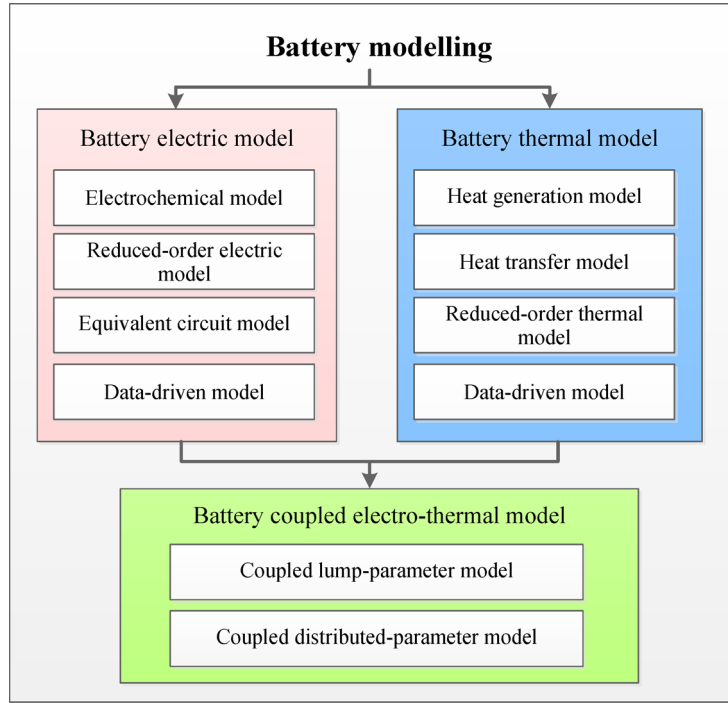 Battery modelling
Battery electric model
Electrochemical model
Reduced-order electric
model
Equivalent circuit model
Data-driven model
Battery thermal model
Heat generation model
Heat transfer model
Reduced-order thermal
model
Data-driven model
Battery coupled electro-thermal model
Coupled lump-parameter model
Coupled distributed-parameter model